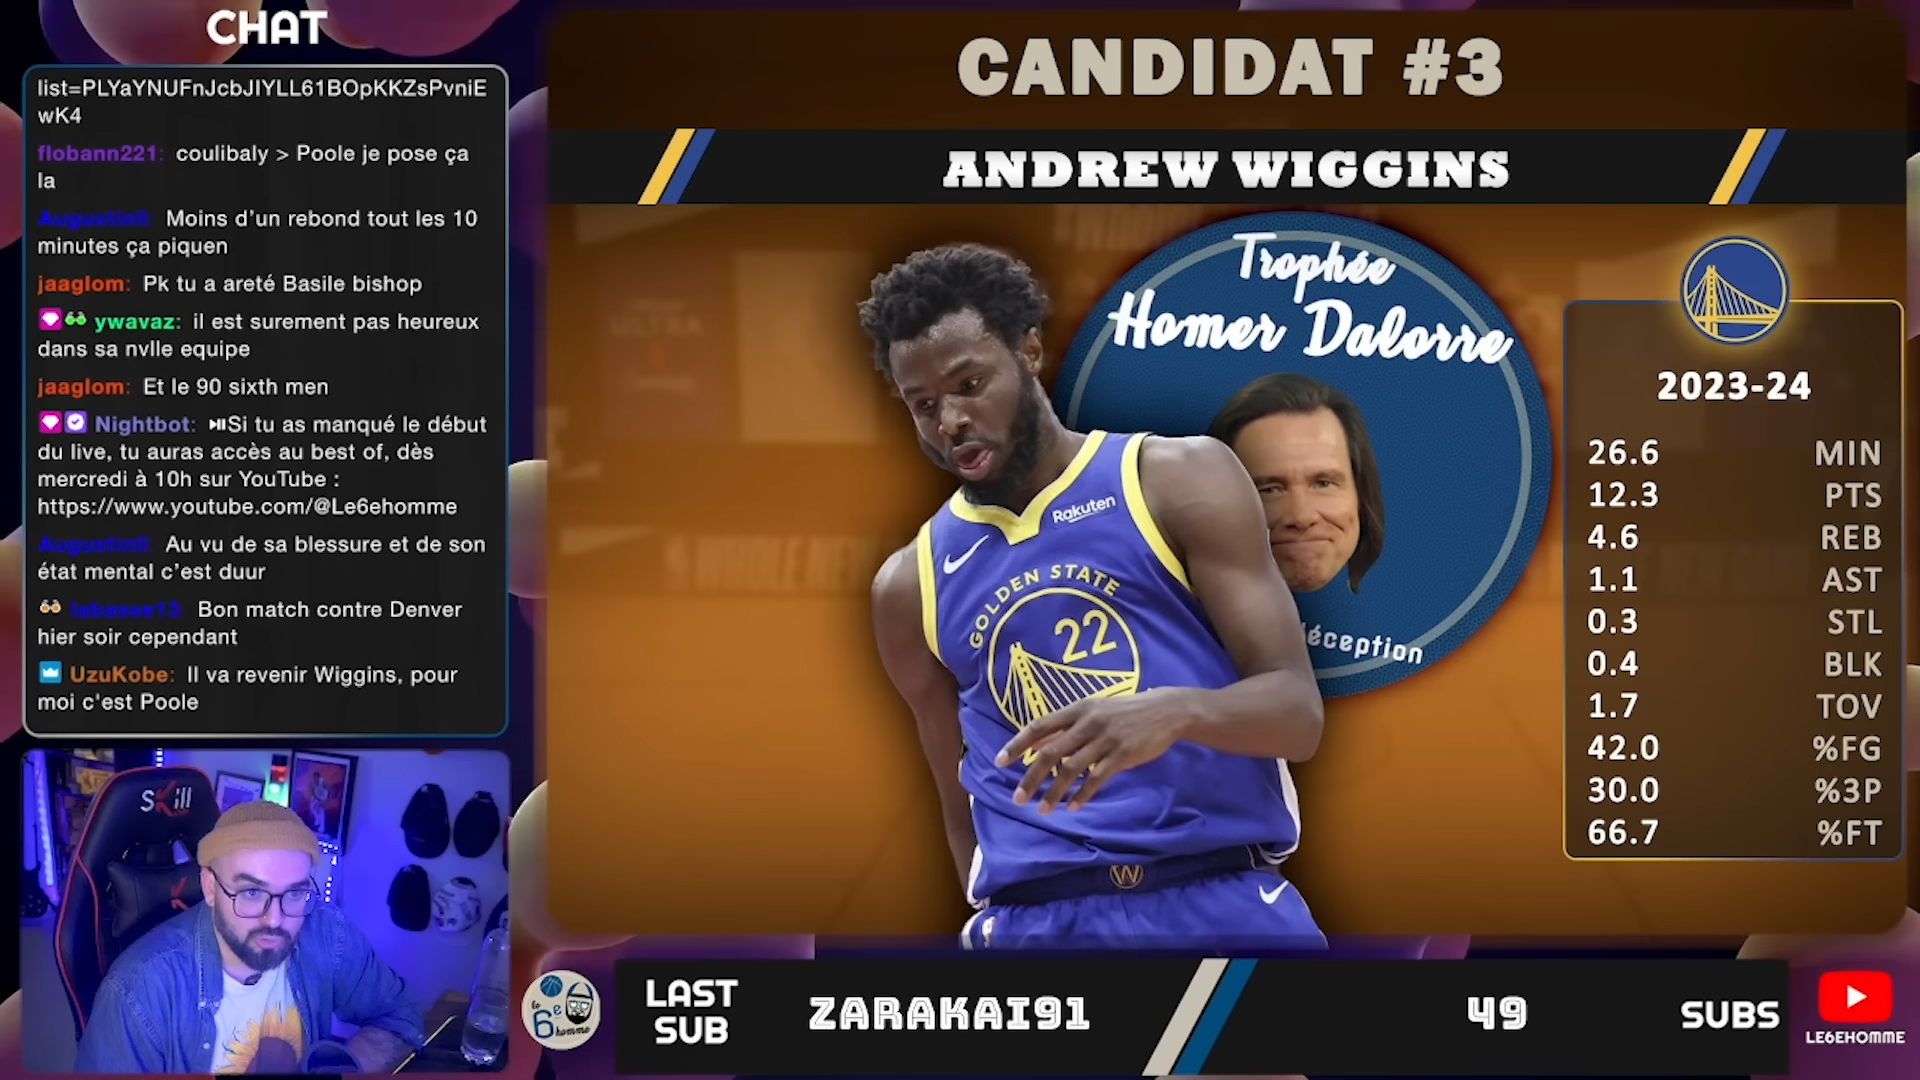 CHAT
list=PLYaYNUFnJcbJIYLL61BOpKKZsPvniE
wK4
flobann221: coulibaly > Poole je pose ça
la
Moins d’un rebond tout les 10
minutes ça piquen
jaaglom: Pk tu a areté Basile bishop
ywavaz: il est surement pas heureux
dans sa nvlle equipe
jaaglom: Et le 90 sixth men
Nightbot: ⏯Si tu as manqué le début
du live, tu auras accès au best of, dès
mercredi à 10h sur YouTube :
https://www.youtube.com/@Le6ehomme
Au vu de sa blessure et de son
état mental c’est duur
Bon match contre Denver
hier soir cependant
UzuKobe: Il va revenir Wiggins, pour
moi c'est Poole
SKill
CANDIDAT #3
ANDREW WIGGINS
Trophée
Homer Dalorre
éception
Rakuten
GOLDEN STATE
22
2023-24
26.6 MIN
12.3 PTS
4.6 REB
1.1 AST
0.3 STL
0.4 BLK
1.7 TOV
42.0 %FG
30.0 %3P
66.7 %FT
le
6e
homme
LAST
SUB
ZARAKAI91
49
SUBS
LE6EHOMME